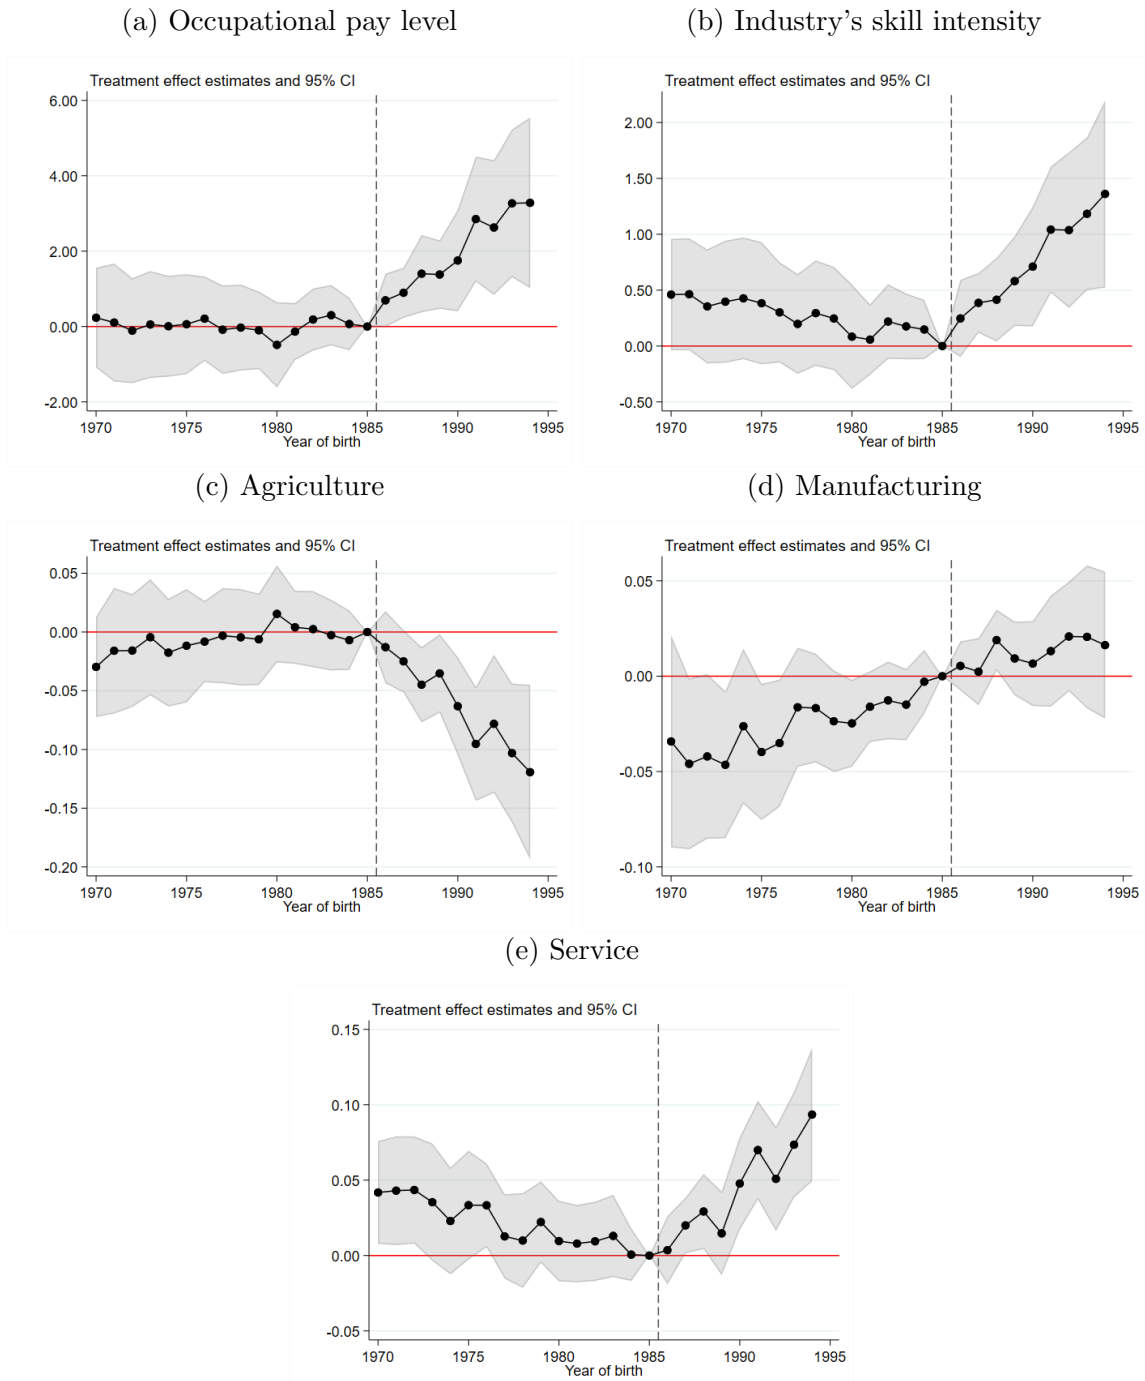 (a) Occupational pay level
Treatment effect estimates and 95% CI
6.00
4.00
2.00
0.00
-2.00
1970 1975 1980 1985 1990 1995
Year of birth
(b) Industry's skill intensity
Treatment effect estimates and 95% CI
2.00
1.50
1.00
0.50
0.00
-0.50
1970 1975 1980 1985 1990 1995
Year of birth
(c) Agriculture
Treatment effect estimates and 95% CI
0.05
0.00
-0.05
-0.10
-0.15
-0.20
1970 1975 1980 1985 1990 1995
Year of birth
(d) Manufacturing
Treatment effect estimates and 95% CI
0.05
0.00
-0.05
-0.10
1970 1975 1980 1985 1990 1995
Year of birth
(e) Service
Treatment effect estimates and 95% CI
0.15
0.10
0.05
0.00
-0.05
1970 1975 1980 1985 1990 1995
Year of birth